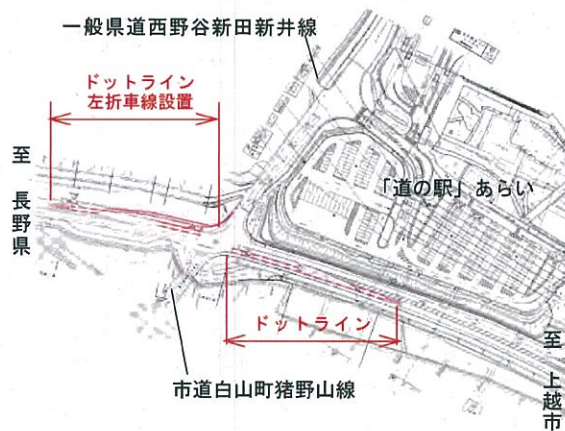 一般県道西野谷新田新井線
ドットライン
左折車線設置
至 長野県
「道の駅」あらい
ドットライン
至 上越市
市道白山町猪野山線